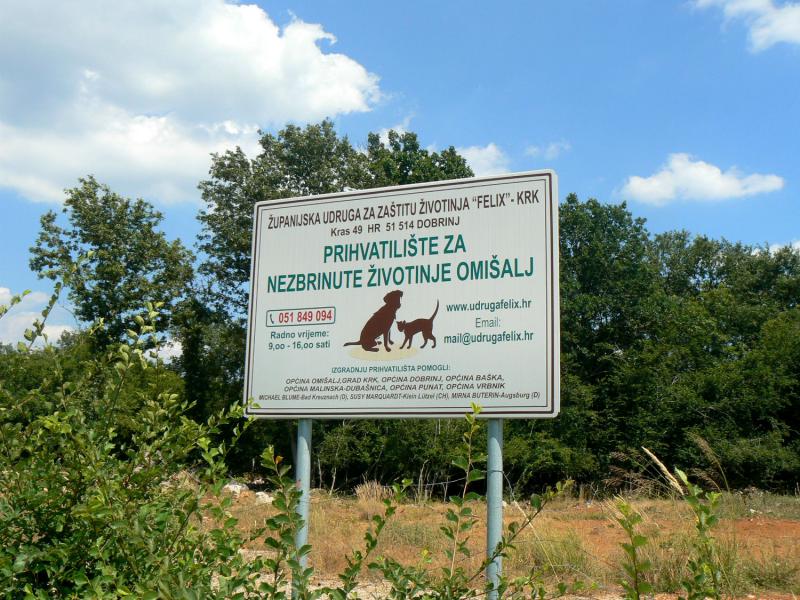 ŽUPANIJSKA UDRUGA ZA ZAŠTITU ŽIVOTINJA "FELIX"- KRK
Kras 49 HR 51 514 DOBRINJ
PRIHVATILIŠTE ZA
NEZBRINUTE ŽIVOTINJE OMIŠALJ
051 849 094
Radno vrijeme:
9,00 - 16,00 sati
www.udrugafelix.hr
Email:
mail@udrugafelix.hr
IZGRADNJU PRIHVATILIŠTA POMOGLI:
OPĆINA OMIŠALJ,GRAD KRK, OPĆINA DOBRINJ, OPĆINA BAŠKA,
OPĆINA MALINSKA-DUBAŠNICA, OPĆINA PUNAT, OPĆINA VRBNIK
MICHAEL BLUME-Bad Kreuznach (D), SUSY MARQUARDT-Klein Lützel (CH), MIRNA BUTERIN-Augsburg (D)